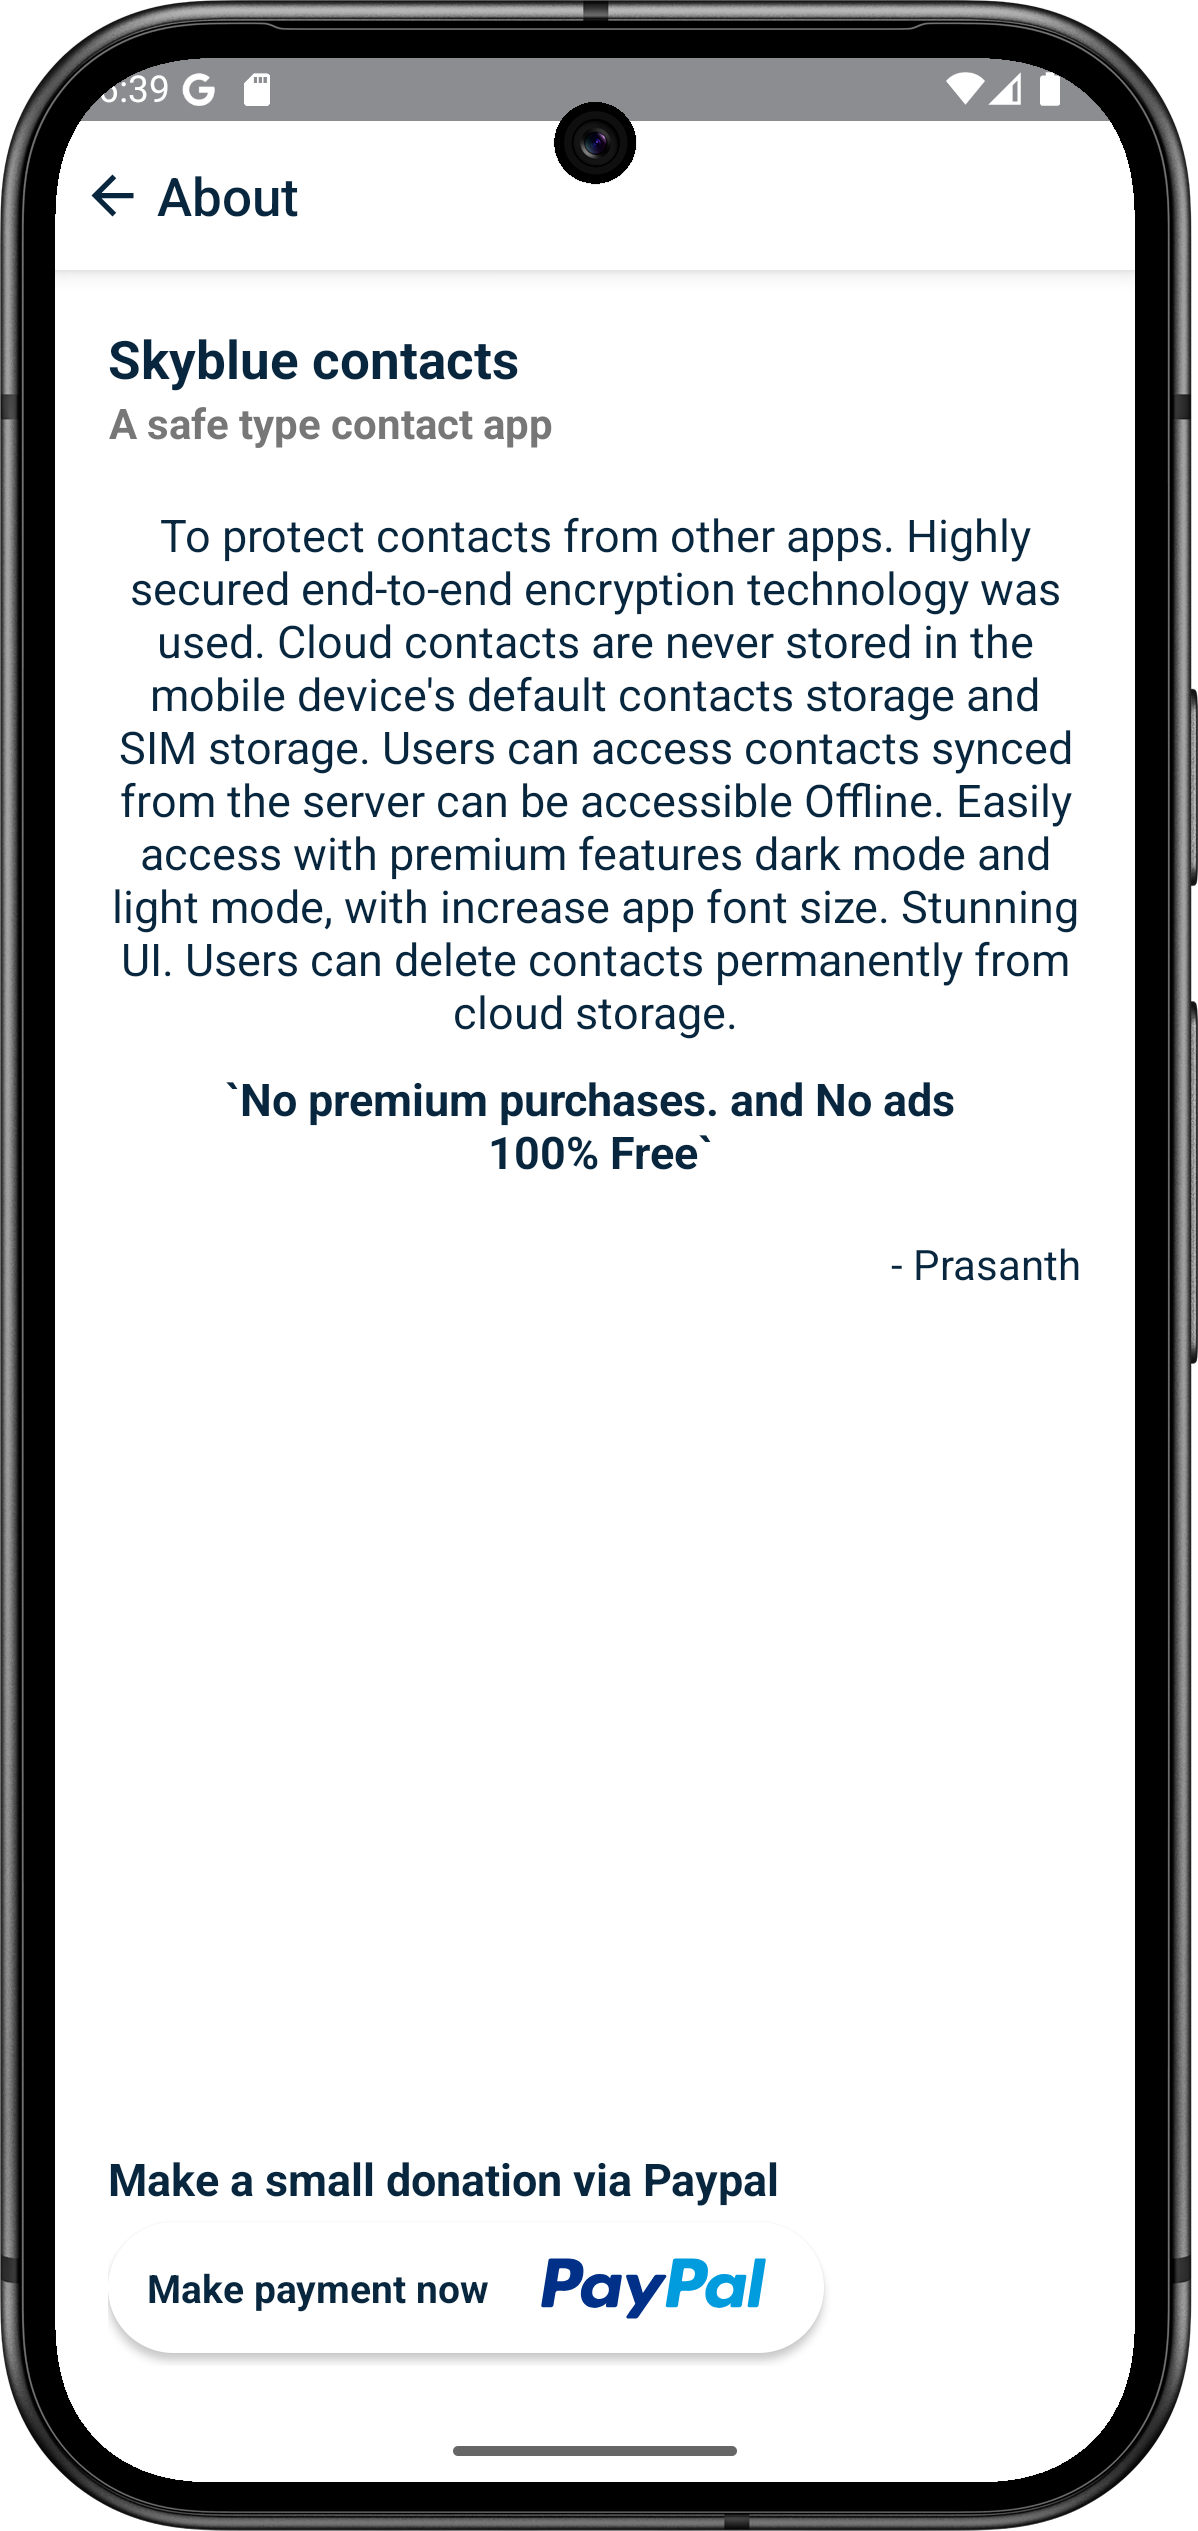 :39
About
Skyblue contacts
A safe type contact app
To protect contacts from other apps. Highly
secured end-to-end encryption technology was
used. Cloud contacts are never stored in the
mobile device's default contacts storage and
SIM storage. Users can access contacts synced
from the server can be accessible Offline. Easily
access with premium features dark mode and
light mode, with increase app font size. Stunning
UI. Users can delete contacts permanently from
cloud storage.
`No premium purchases. and No ads
100% Free`
- Prasanth
Make a small donation via Paypal
Make payment now PayPal